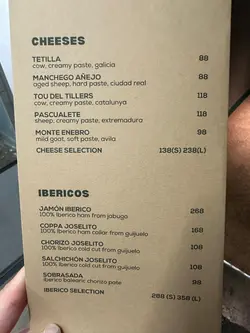 CHEESES
TETILLA 88
cow, creamy paste, galicia
MANCHEGO AÑEJO 88
aged sheep, hard paste, ciudad real
TOU DEL TILLERS 118
cow, creamy paste, catalunya
PASCUALETE 118
sheep, creamy paste, extremadura
MONTE ENEBRO 98
mild goat, soft paste, avila
CHEESE SELECTION 138(S) 238(L)
IBERICOS
JAMÓN IBERICO 268
100% Iberico ham from jabugo
COPPA JOSELITO 168
100% Iberico ham collar from guijuelo
CHORIZO JOSELITO 108
100% Iberico cold cut from guijuelo
SALCHICHÓN JOSELITO 108
100% Iberico cold cut from guijuelo
SOBRASADA 98
Iberico balearic chorizo pate
IBERICO SELECTION 288 (S) 358 (L)